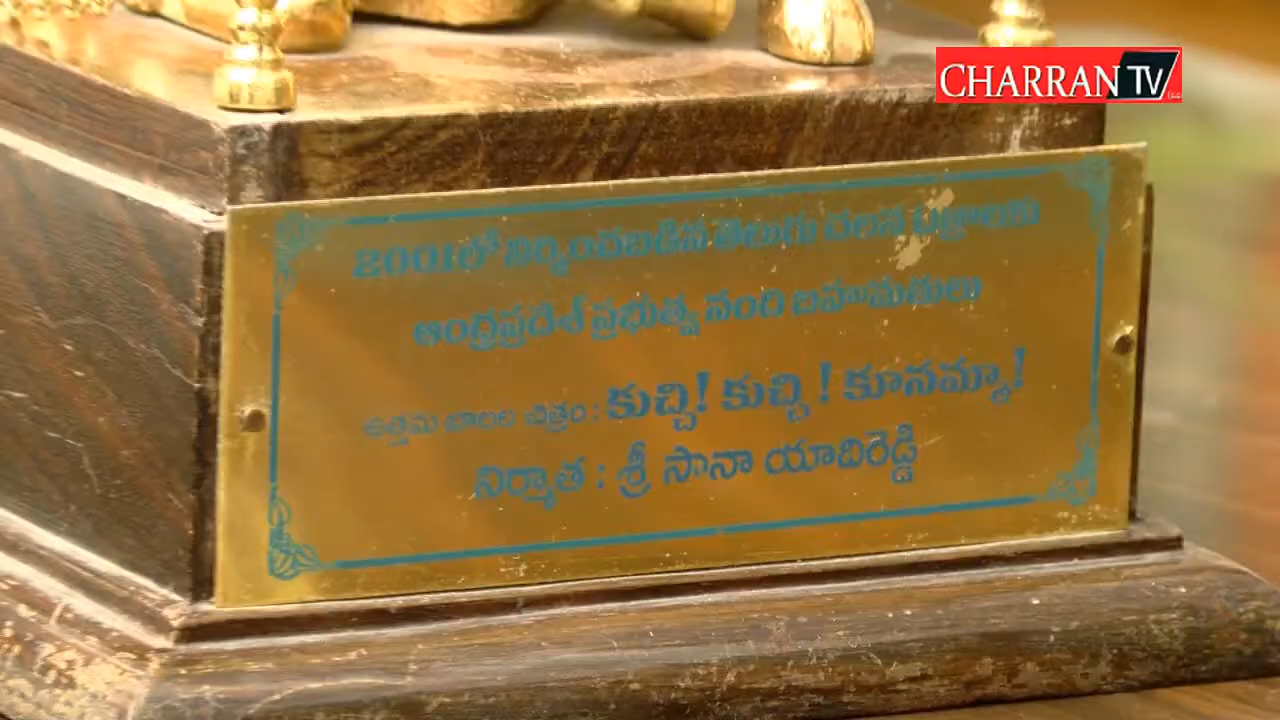 CHARRAN TV
2001లో నిర్మించబడిన తెలుగు చలన చిత్రాలకు
ఆంధ్రప్రదేశ్ ప్రభుత్వ నంది బహుమతులు
ఉత్తమ బాలల చిత్రం : కుచ్చి! కుచ్చి ! కూనమ్మా!
నిర్మాత : శ్రీ సానా యాదిరెడ్డి